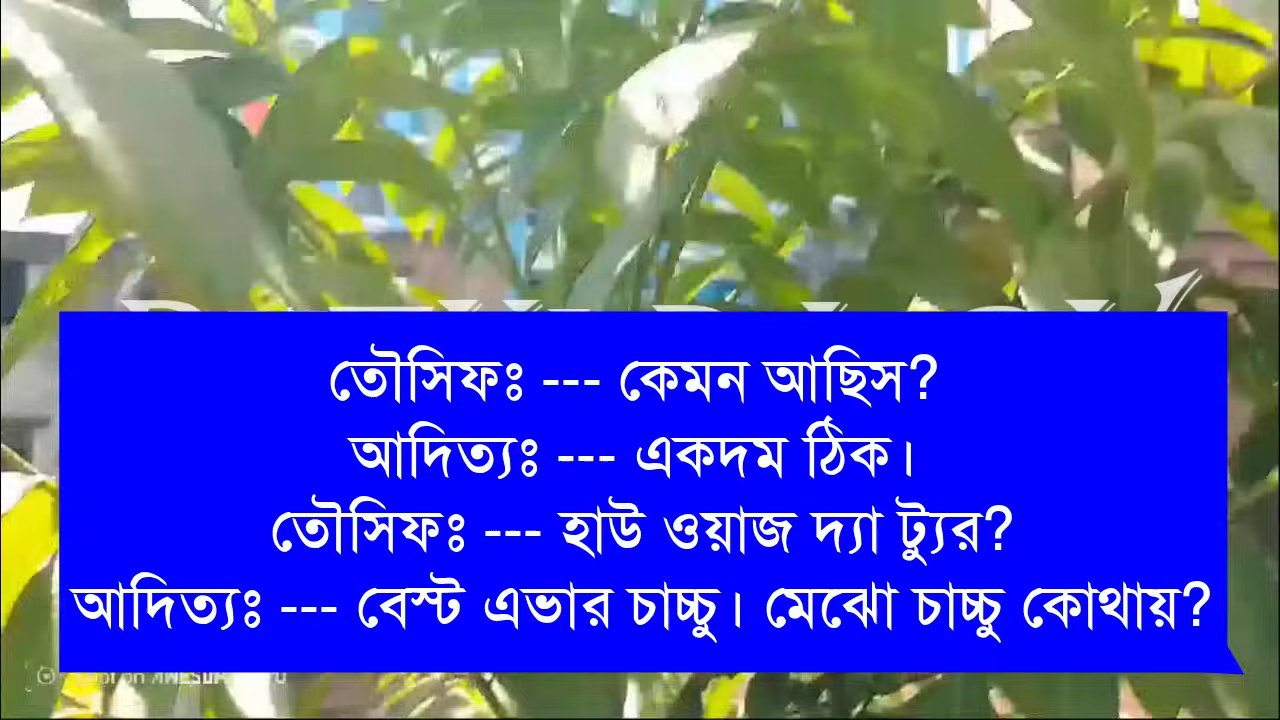 তৌসিফঃ --- কেমন আছিস?
আদিত্যঃ --- একদম ঠিক।
তৌসিফঃ --- হাউ ওয়াজ দ্যা ট্যুর?
আদিত্যঃ --- বেস্ট এভার চাচ্চু। মেঝো চাচ্চু কোথায়?